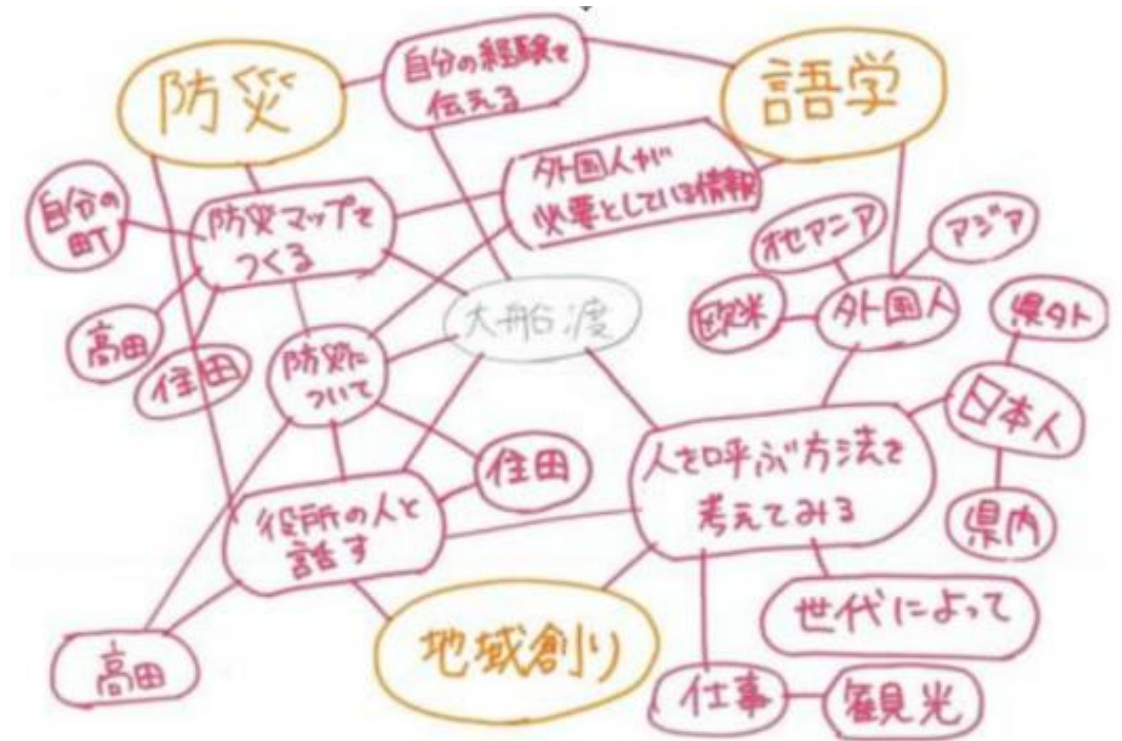 防災
自分の経験を
伝える
語学
外国人が
必要としている情報
自分の
町
防災マップを
つくる
オセアニア
アジア
欧米
外国人
県外
高田
住田
防災に
ついて
大船渡
日本人
住田
人を呼ぶ方法を
考えてみる
県内
役所の人と
話す
世代によって
地域創り
高田
仕事
観光